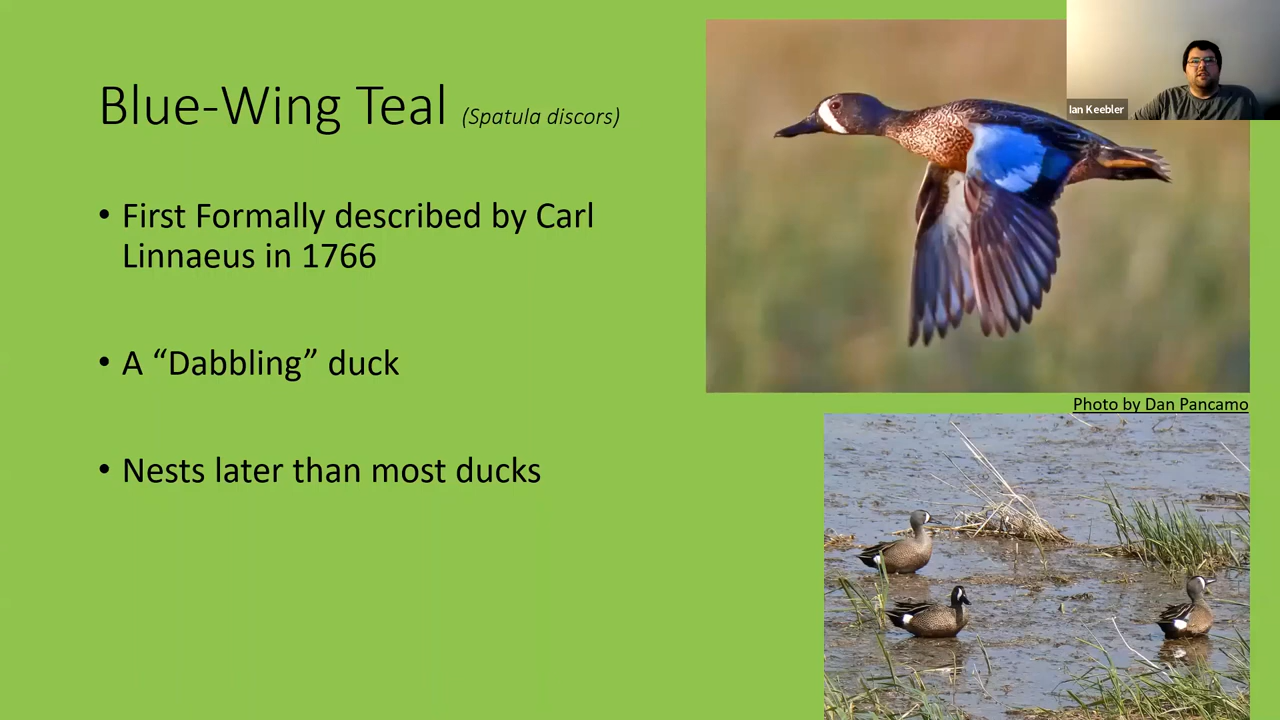 Blue-Wing Teal (Spatula discors)
• First Formally described by Carl
Linnaeus in 1766
• A “Dabbling” duck
• Nests later than most ducks
Ian Keebler
Photo by Dan Pancamo